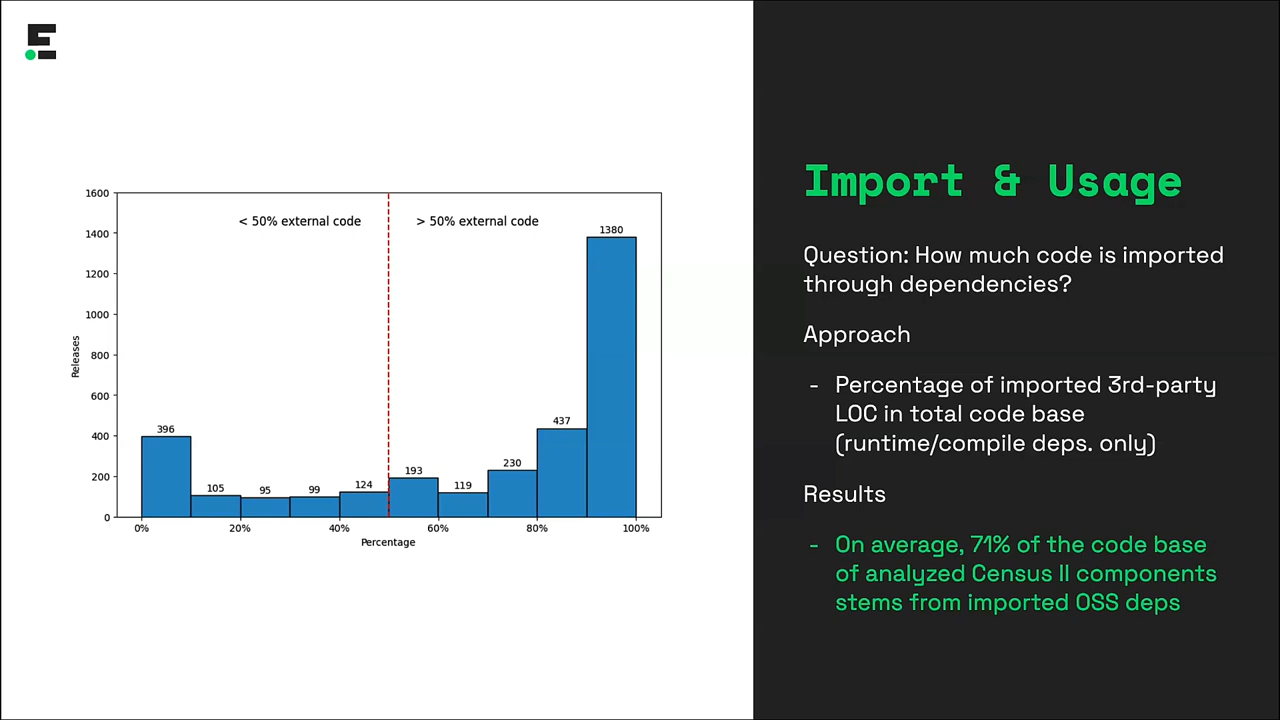 Import & Usage
Question: How much code is imported
through dependencies?
Approach
- Percentage of imported 3rd-party
LOC in total code base
(runtime/compile deps. only)
Results
- On average, 71% of the code base
of analyzed Census II components
stems from imported OSS deps
< 50% external code
> 50% external code
1600
1400
1200
1000
800
600
400
200
0
Releases
396
105
95
99
124
193
119
230
437
1380
0%
20%
40%
60%
80%
100%
Percentage